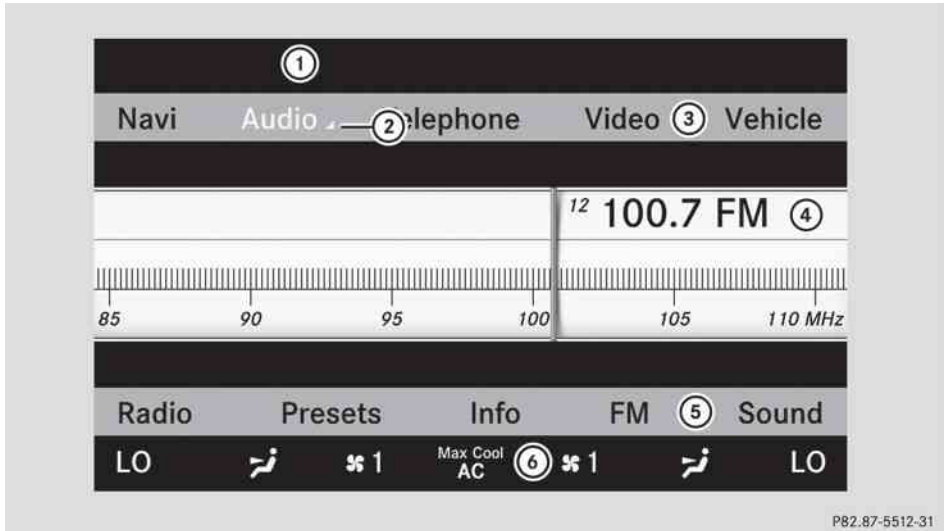 1
Navi Audio 2 elephone Video 3 Vehicle
12 100.7 FM 4
85 90 95 100 105 110 MHz
Radio Presets Info FM 5 Sound
LO 1 Max Cool AC 6 1 LO
P82.87-5512-31